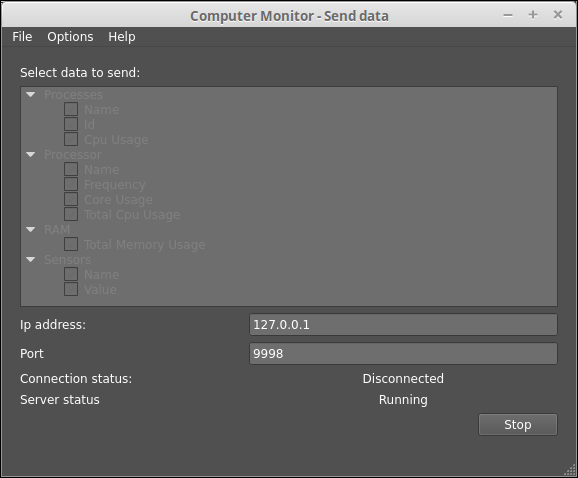 Computer Monitor - Send data
File Options Help
Select data to send:
Processes
Name
Id
Cpu Usage
Processor
Name
Frequency
Core Usage
Total Cpu Usage
RAM
Total Memory Usage
Sensors
Name
Value
Ip address: 127.0.0.1
Port 9998
Connection status: Disconnected
Server status Running
Stop